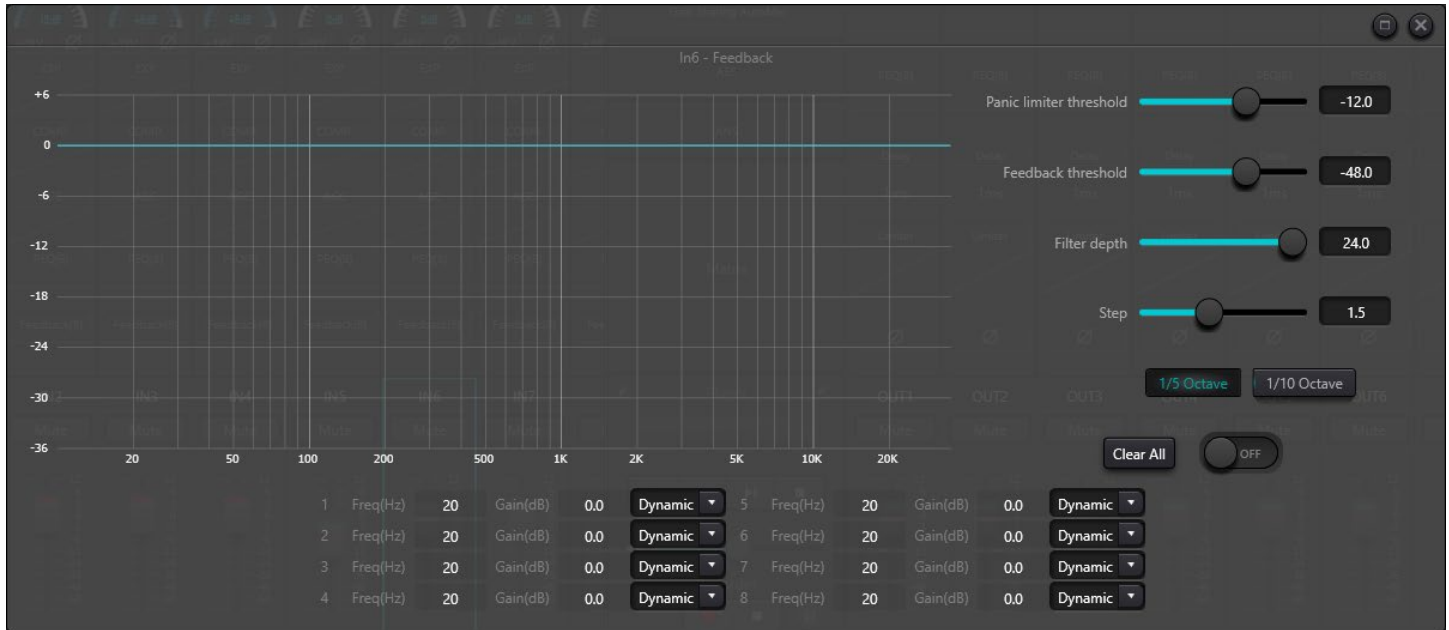 In6 - Feedback
+6
0
-6
-12
-18
-24
-30
-36
20 50 100 200 500 1K 2K 5K 10K 20K
Panic limiter threshold -12.0
Feedback threshold -48.0
Filter depth 24.0
Step 1.5
1/5 Octave 1/10 Octave
Clear All OFF
1 Freq(Hz) 20 Gain(dB) 0.0 Dynamic 5 Freq(Hz) 20 Gain(dB) 0.0 Dynamic
2 Freq(Hz) 20 Gain(dB) 0.0 Dynamic 6 Freq(Hz) 20 Gain(dB) 0.0 Dynamic
3 Freq(Hz) 20 Gain(dB) 0.0 Dynamic 7 Freq(Hz) 20 Gain(dB) 0.0 Dynamic
4 Freq(Hz) 20 Gain(dB) 0.0 Dynamic 8 Freq(Hz) 20 Gain(dB) 0.0 Dynamic